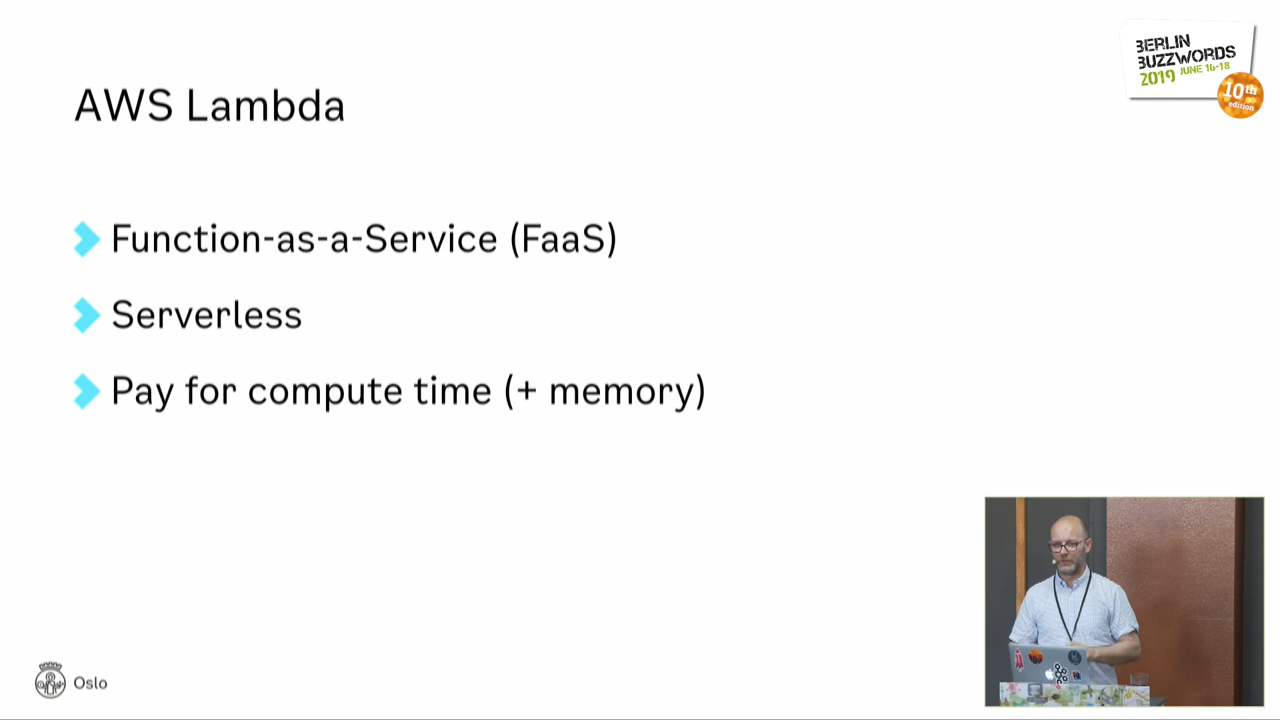 BERLIN
BUZZWORDS
2019 JUNE 16-18
10th
edition
AWS Lambda
Function-as-a-Service (FaaS)
Serverless
Pay for compute time (+ memory)
Oslo